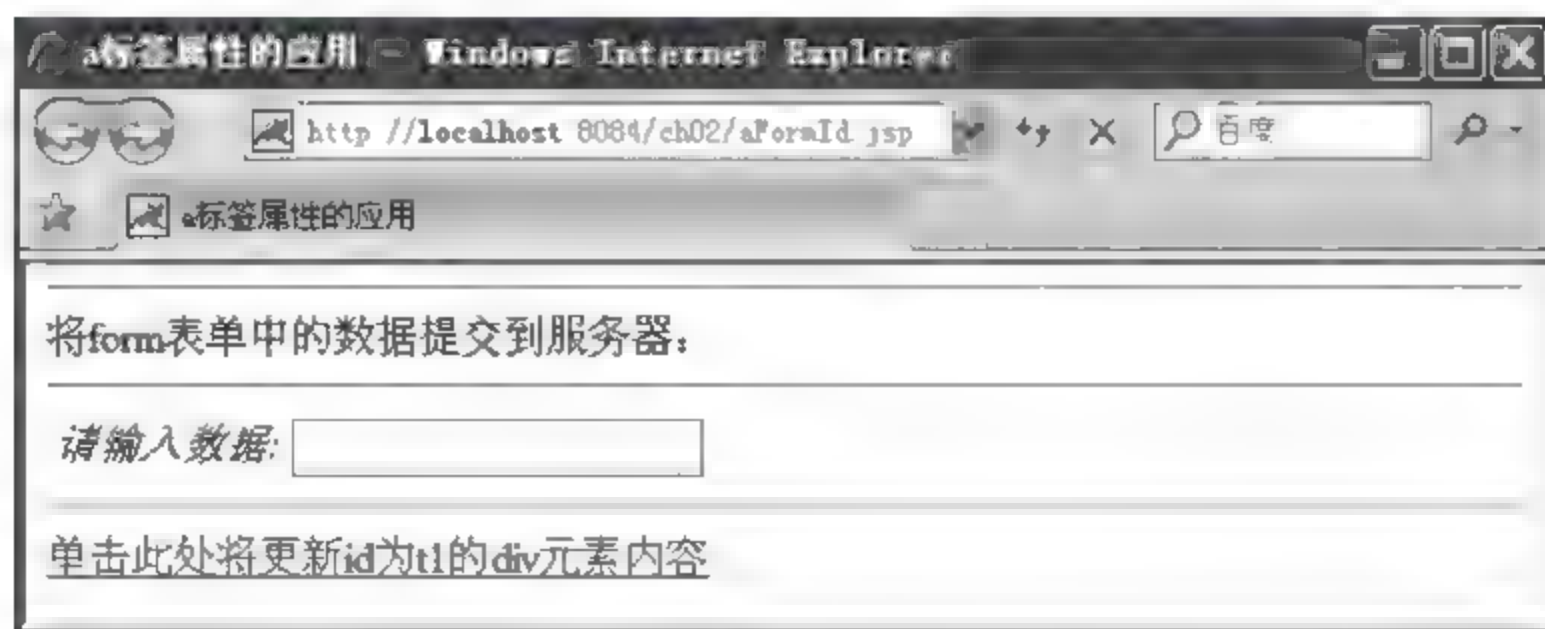 a标签属性的应用 - Windows Internet Explorer
http //localhost 8084/ch02/aFormId jsp
百度
a标签属性的应用
将form表单中的数据提交到服务器：
请输入数据:
单击此处将更新id为t1的div元素内容